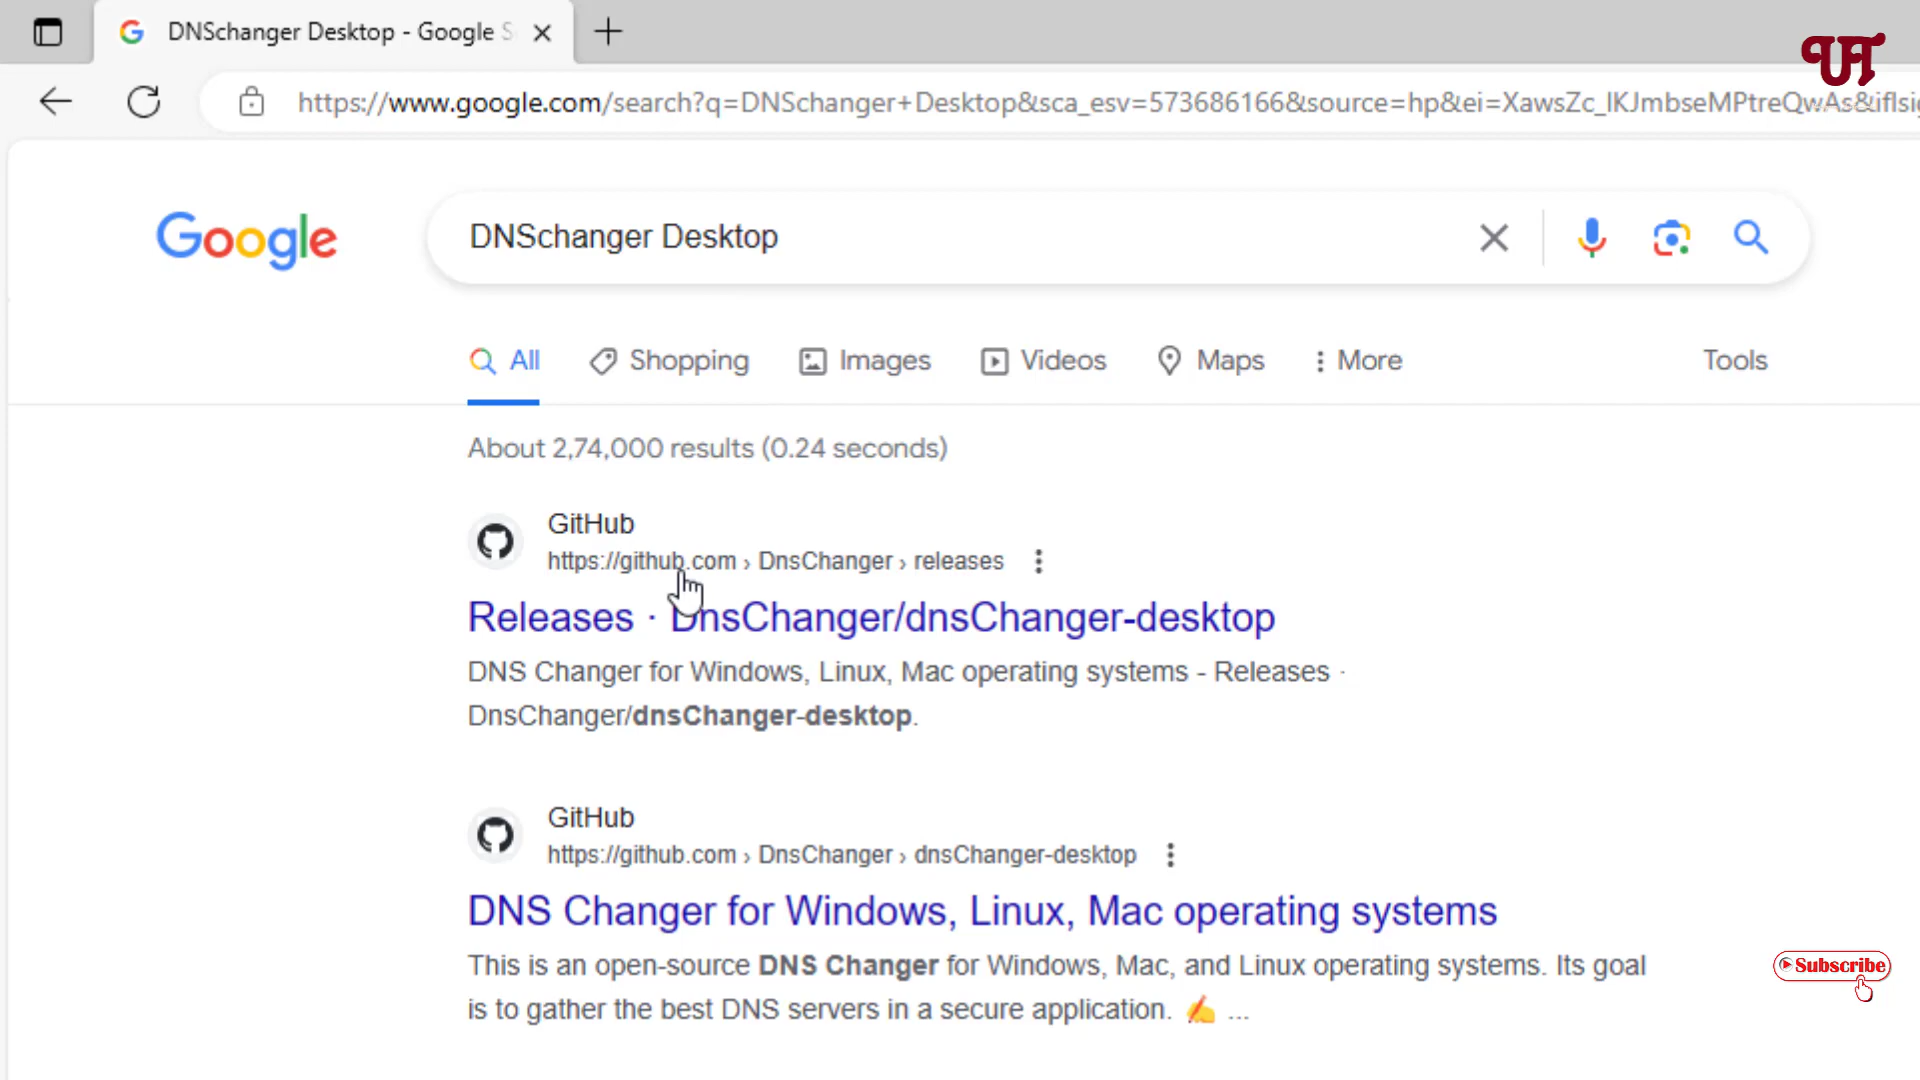 DNSchanger Desktop - Google S
https://www.google.com/search?q=DNSchanger+Desktop&sca_esv=573686166&source=hp&ei=XawsZc_IKJmbseMPtreQwAs&iflsig
Google
DNSchanger Desktop
All Shopping Images Videos Maps More Tools
About 2,74,000 results (0.24 seconds)
GitHub
https://github.com › DnsChanger › releases
Releases · DnsChanger/dnsChanger-desktop
DNS Changer for Windows, Linux, Mac operating systems - Releases ·
DnsChanger/dnsChanger-desktop.
GitHub
https://github.com › DnsChanger › dnsChanger-desktop
DNS Changer for Windows, Linux, Mac operating systems
This is an open-source DNS Changer for Windows, Mac, and Linux operating systems. Its goal
is to gather the best DNS servers in a secure application. ✍️ ...
Subscribe